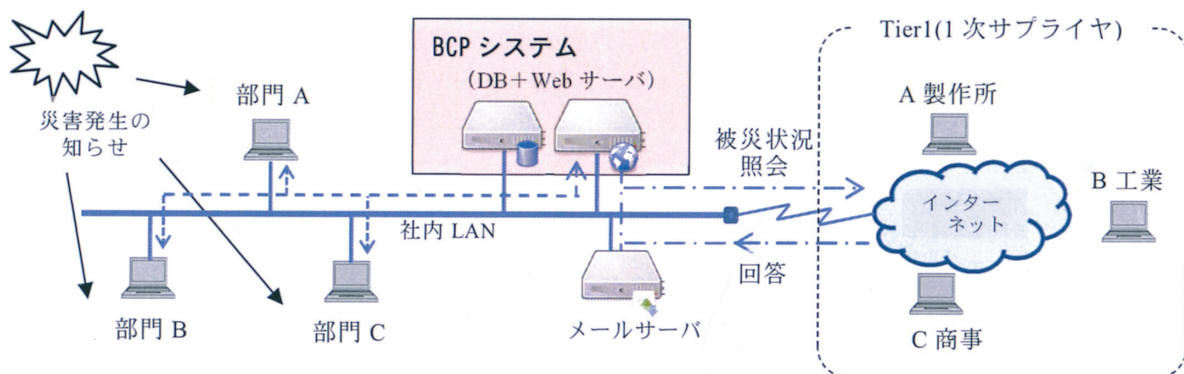 災害発生の
知らせ
部門 A
部門 B
部門 C
BCP システム
(DB＋Web サーバ)
社内 LAN
メールサーバ
被災状況
照会
回答
Tier1(1 次サプライヤ)
A 製作所
B 工業
インター
ネット
C 商事